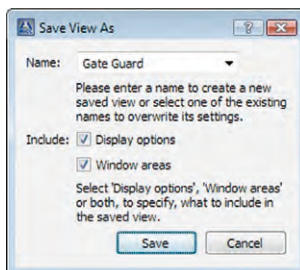 Save View As
Name: Gate Guard
Please enter a name to create a new
saved view or select one of the existing
names to overwrite its settings.
Include: Display options
Window areas
Select 'Display options', 'Window areas'
or both, to specify, what to include in
the saved view.
Save Cancel